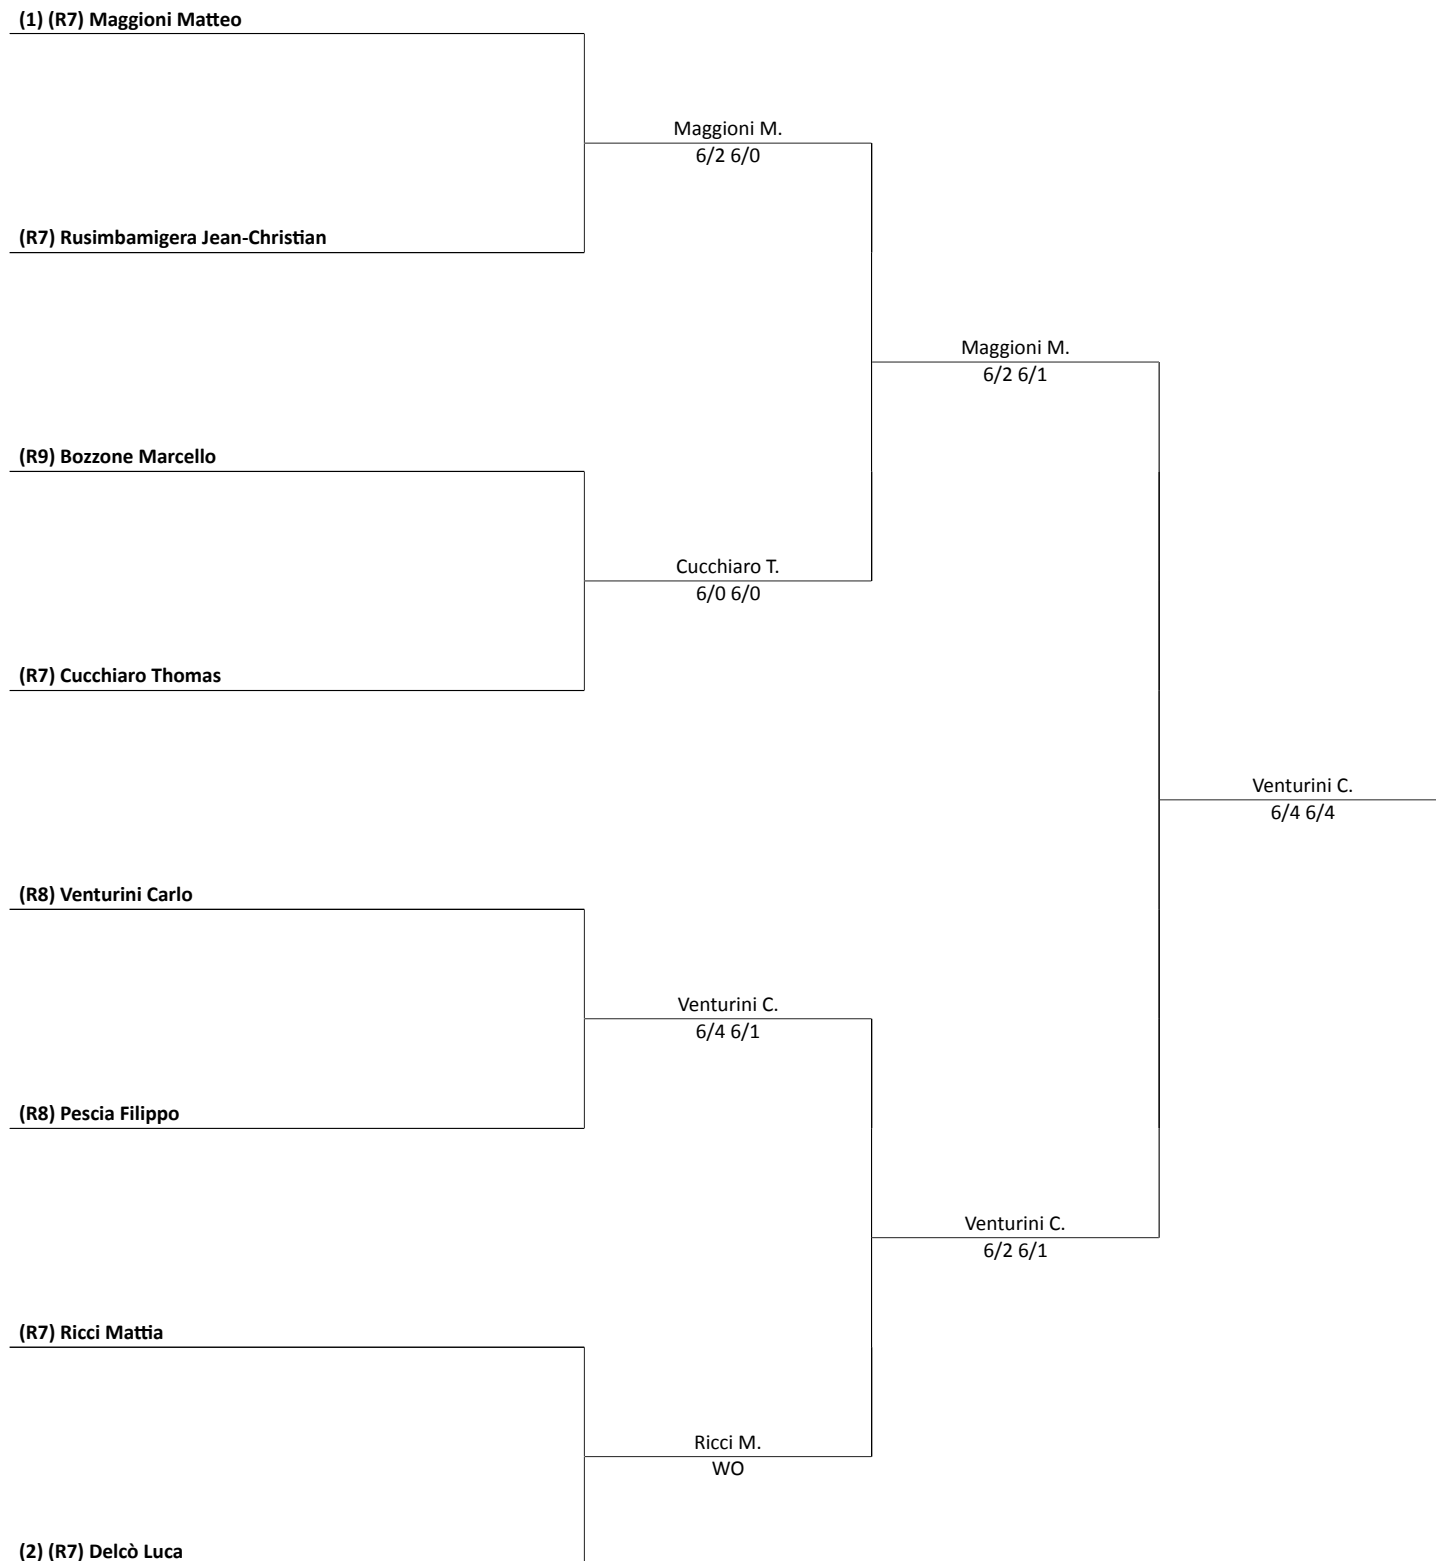 (1) (R7) Maggioni Matteo
Maggioni M.
6/2 6/0
(R7) Rusimbamigera Jean-Christian
Maggioni M.
6/2 6/1
(R9) Bozzone Marcello
Cucchiaro T.
6/0 6/0
(R7) Cucchiaro Thomas
Venturini C.
6/4 6/4
(R8) Venturini Carlo
Venturini C.
6/4 6/1
(R8) Pescia Filippo
Venturini C.
6/2 6/1
(R7) Ricci Mattia
Ricci M.
WO
(2) (R7) Delcò Luca